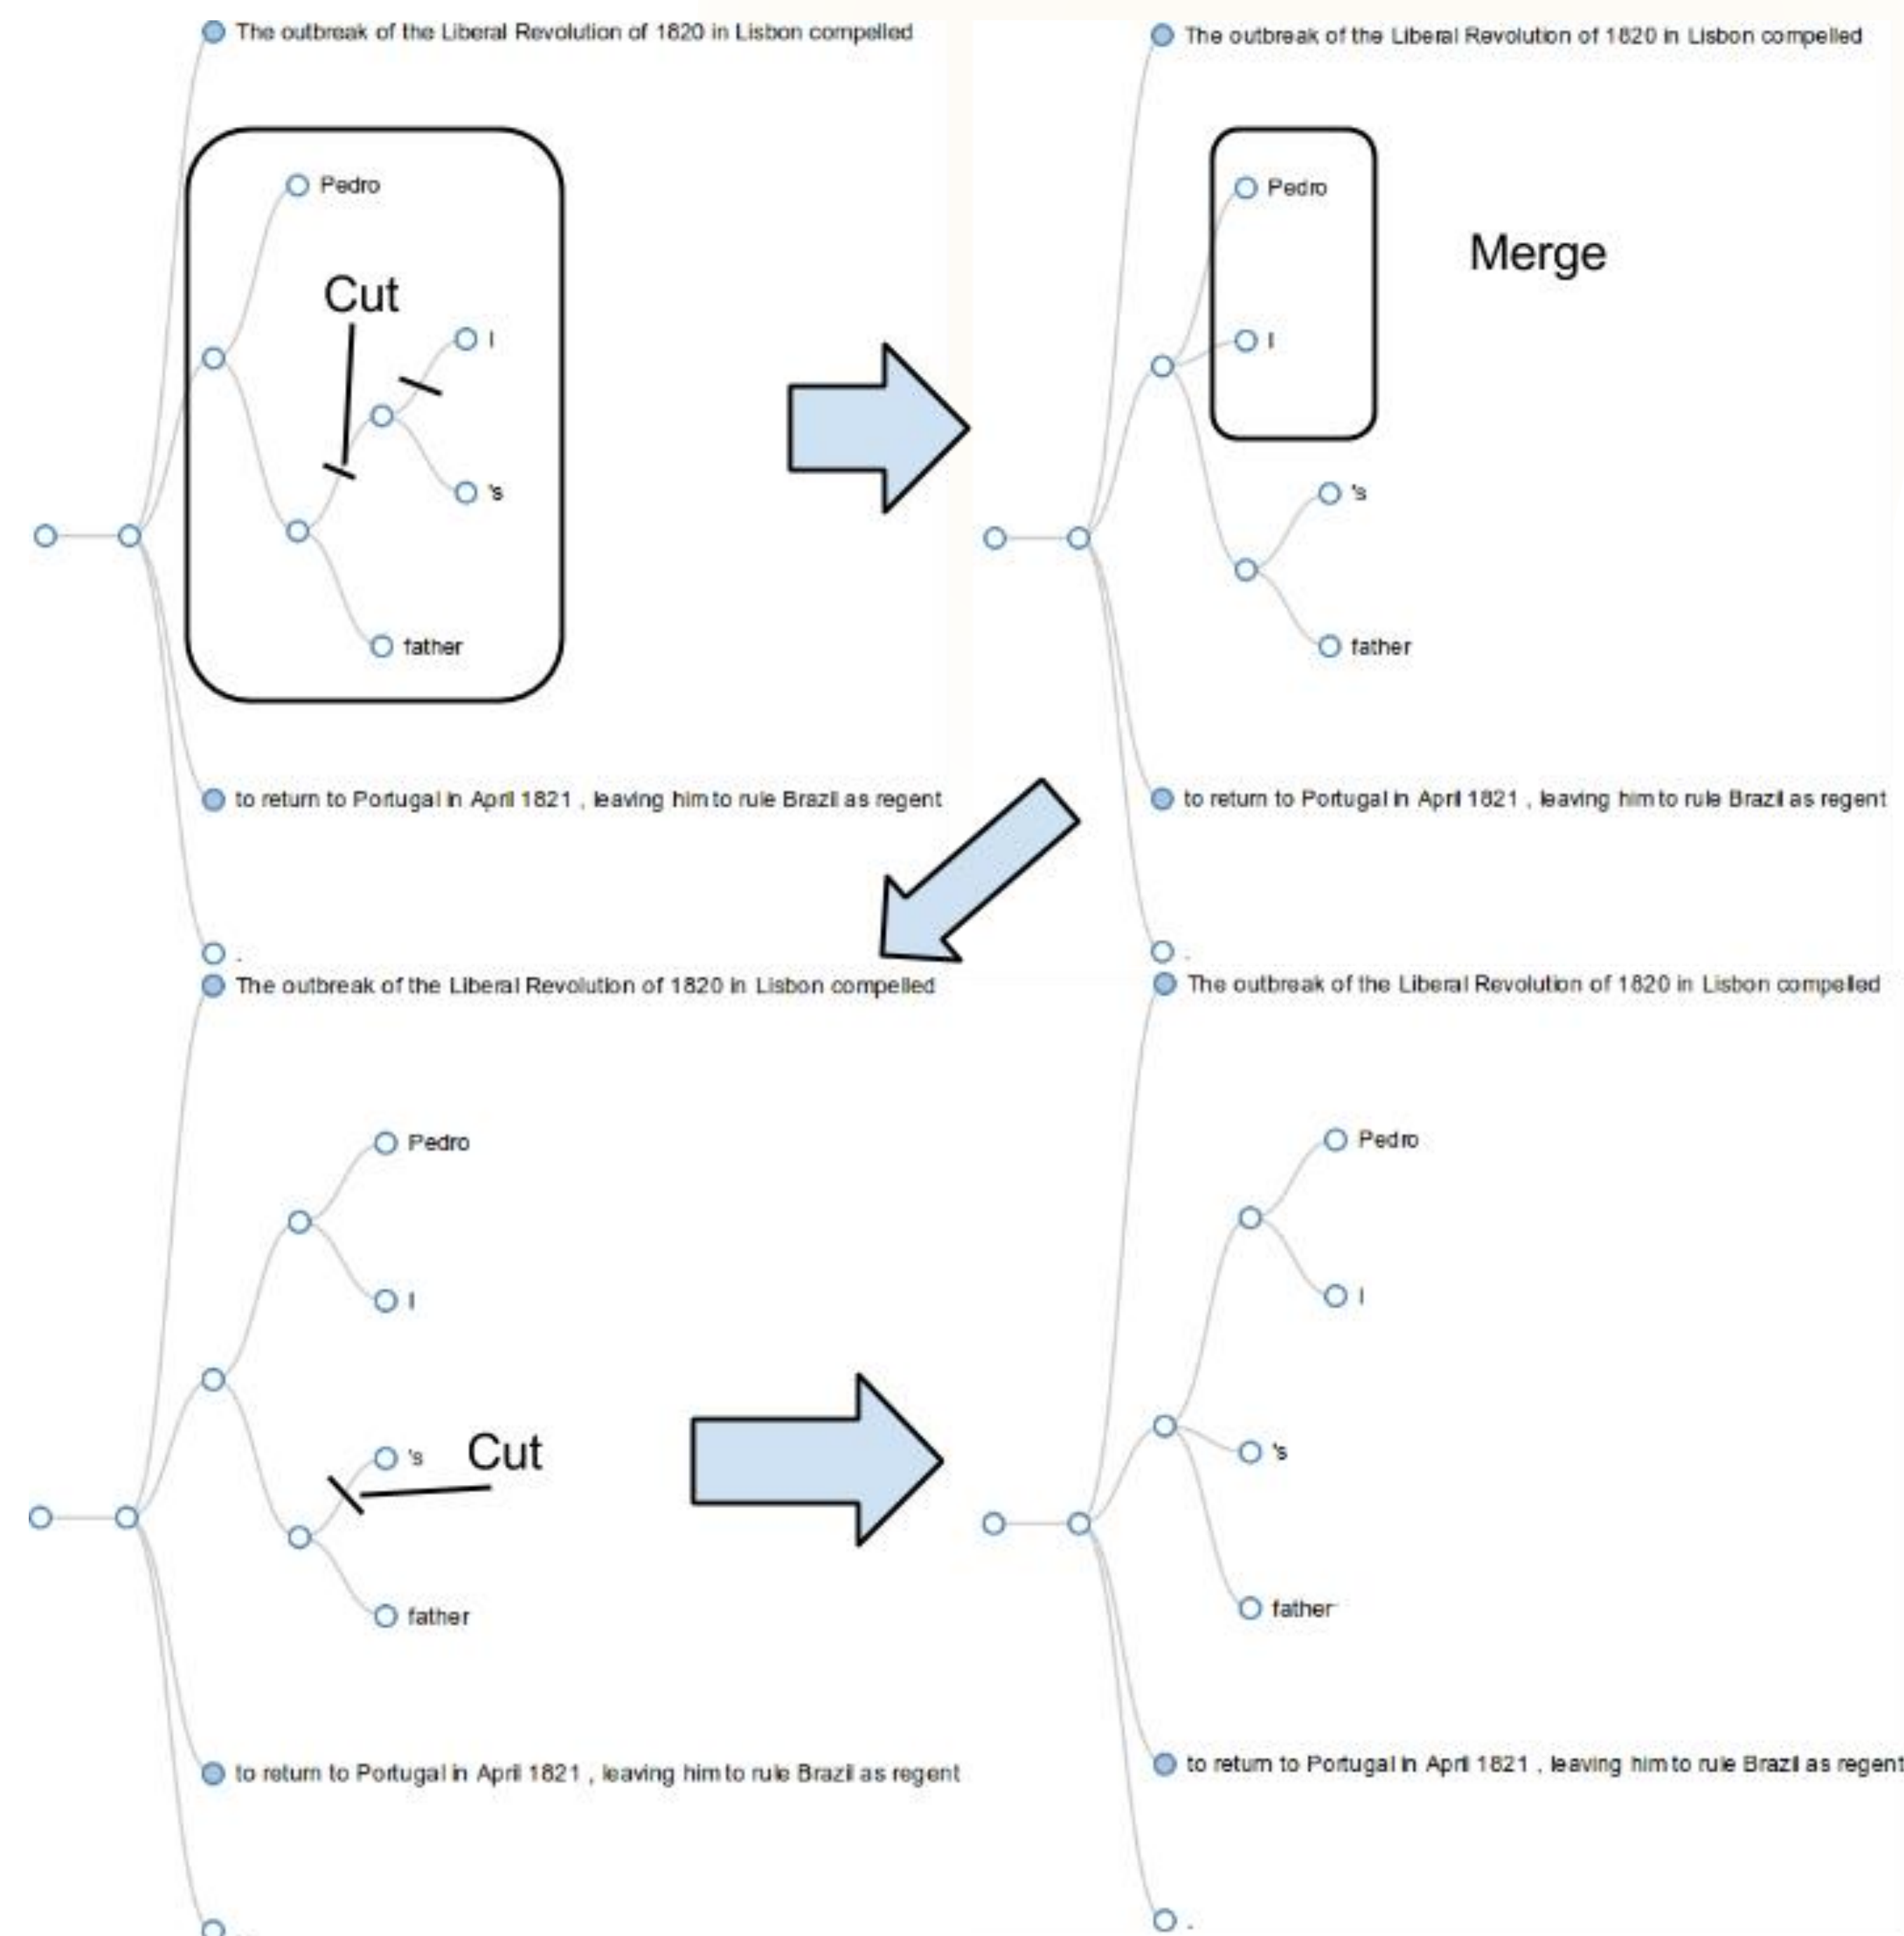 The outbreak of the Liberal Revolution of 1820 in Lisbon compelled
Pedro
Cut
I
's
father
to return to Portugal in April 1821 , leaving him to rule Brazil as regent
.
The outbreak of the Liberal Revolution of 1820 in Lisbon compelled
Pedro
Merge
I
's
father
to return to Portugal in April 1821 , leaving him to rule Brazil as regent
.
The outbreak of the Liberal Revolution of 1820 in Lisbon compelled
Pedro
I
's
Cut
father
to return to Portugal in April 1821 , leaving him to rule Brazil as regent
The outbreak of the Liberal Revolution of 1820 in Lisbon compelled
Pedro
I
's
father
to return to Portugal in April 1821 , leaving him to rule Brazil as regent
.